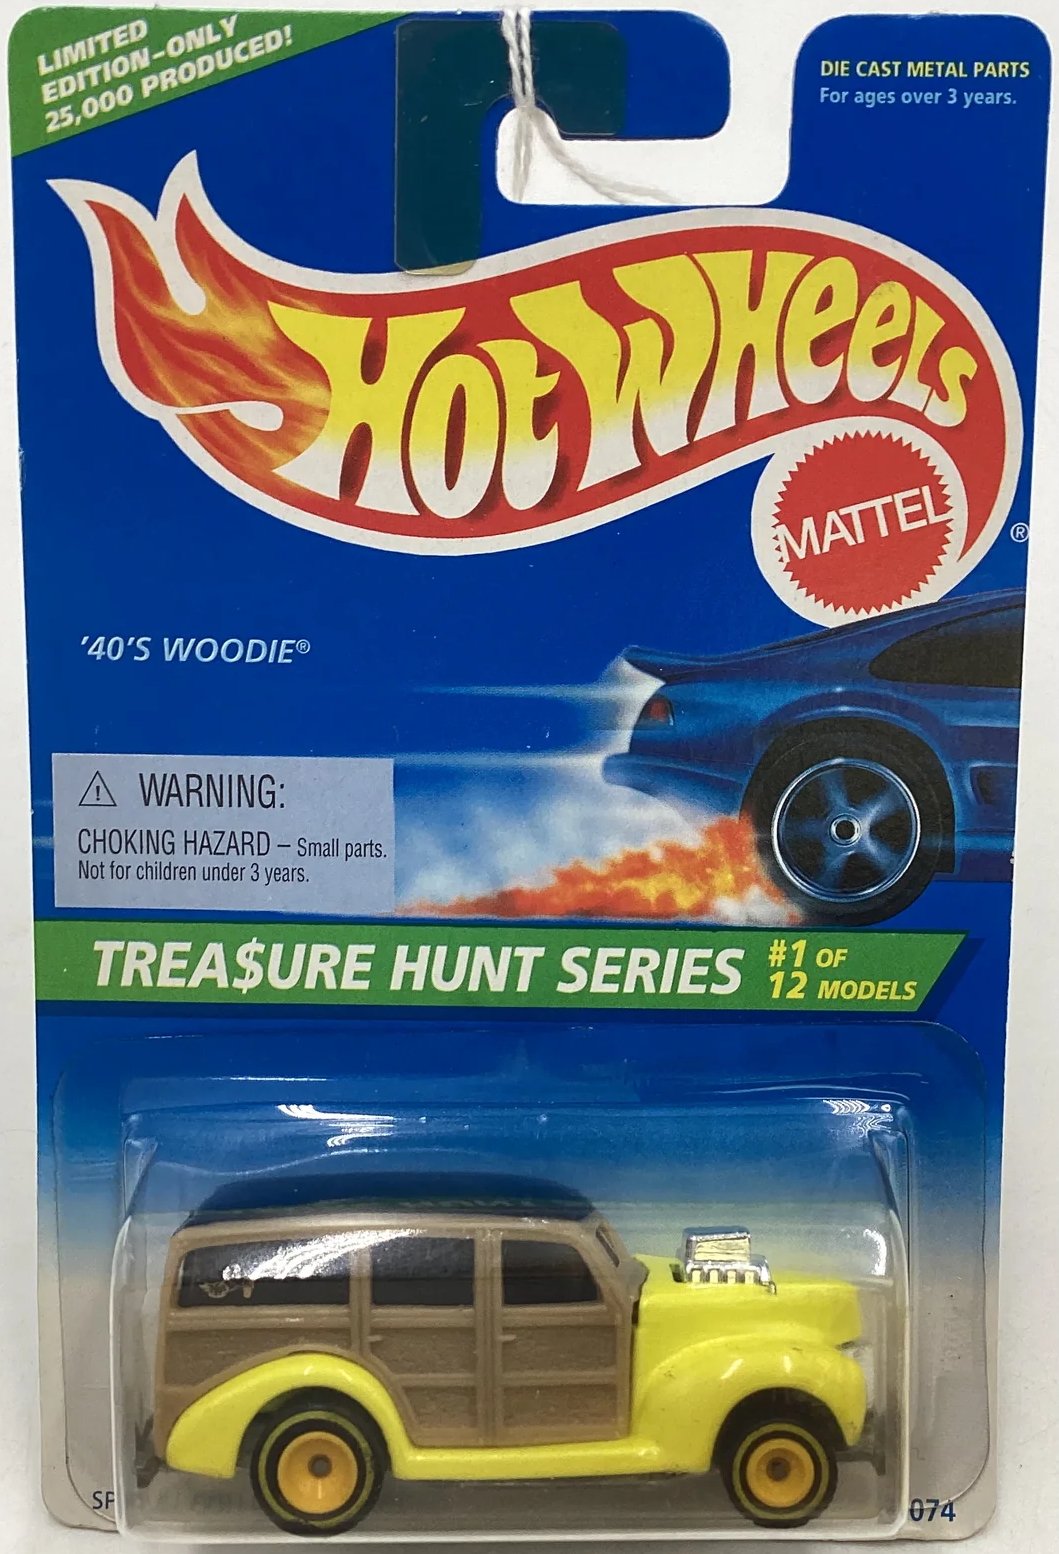 LIMITED
EDITION-ONLY
25,000 PRODUCED!
DIE CAST METAL PARTS
For ages over 3 years.
HOT WHEELS
MATTEL
®
'40'S WOODIE®
⚠ WARNING:
CHOKING HAZARD – Small parts.
Not for children under 3 years.
TREA$URE HUNT SERIES #1 OF
12 MODELS
SP
074